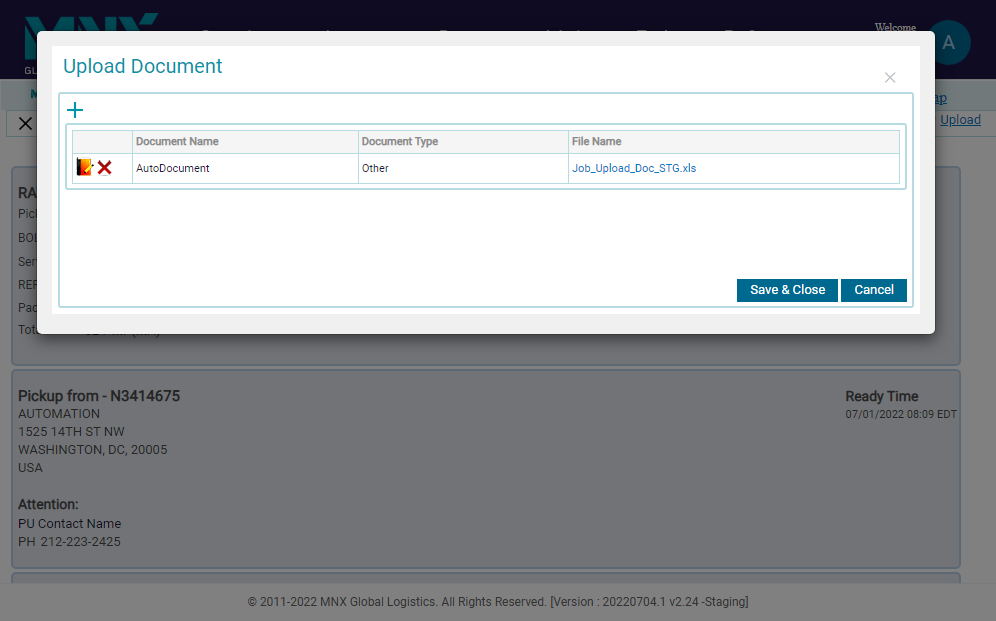 MNX
GL
Welcome
A
Upload Document
Upload
Document Name Document Type File Name
AutoDocument Other Job_Upload_Doc_STG.xls
Save & Close Cancel
RA
Pick
BOL
Ser
REF
Pac
Tot
Pickup from - N3414675
Ready Time
AUTOMATION
07/01/2022 08:09 EDT
1525 14TH ST NW
WASHINGTON, DC, 20005
USA
Attention:
PU Contact Name
PH 212-223-2425
© 2011-2022 MNX Global Logistics. All Rights Reserved. [Version : 20220704.1 v2.24 -Staging]